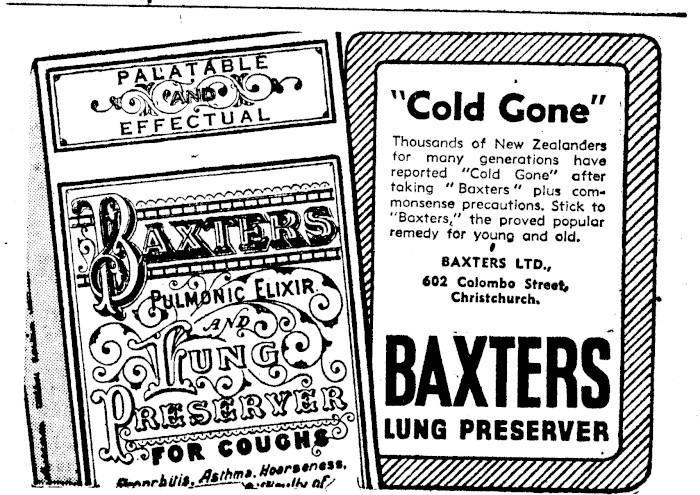 PALATABLE
AND
EFFECTUAL
BAXTERS
PULMONIC ELIXIR
AND
LUNG
PRESERVER
FOR COUGHS
Bronchitis, Asthma, Hoarseness,
of
"Cold Gone"
Thousands of New Zealanders
for many generations have
reported "Cold Gone" after
taking "Baxters" plus com-
monsense precautions. Stick to
"Baxters," the proved popular
remedy for young and old.
BAXTERS LTD.,
602 Colombo Street,
Christchurch.
BAXTERS
LUNG PRESERVER